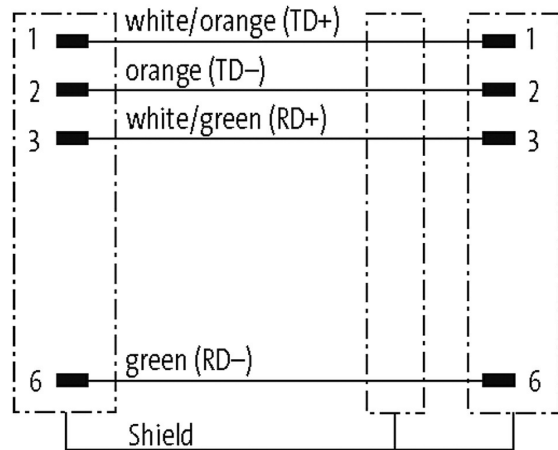 1 white/orange (TD+) 1
2 orange (TD–) 2
3 white/green (RD+) 3
6 green (RD–) 6
Shield